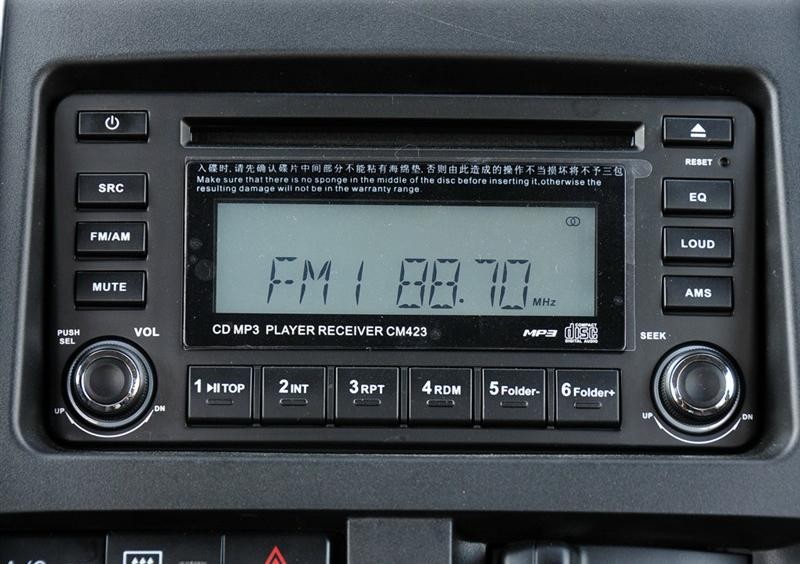 入碟时,请先确认碟片中间部分不能粘有海绵垫,否则由此造成的操作不当损坏将不予三包
Make sure that there is no sponge in the middle of the disc before inserting it,otherwise the
resulting damage will not be in the warranty range.
RESET
SRC
EQ
FM/AM
LOUD
MUTE
AMS
FM1 88.70 MHz
CD MP3 PLAYER RECEIVER CM423
MP3
COMPACT
disc
DIGITAL AUDIO
PUSH
SEL
VOL
SEEK
UP
DN
1 TOP
2 INT
3 RPT
4 RDM
5 Folder-
6 Folder+
UP
DN